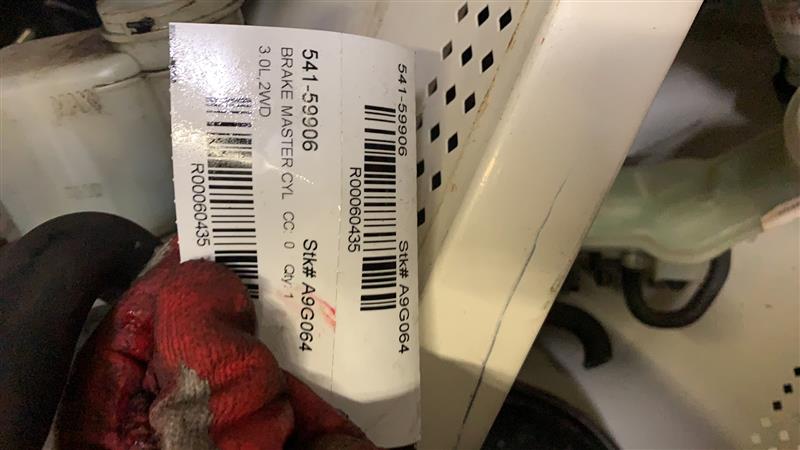 541-59906 Stk# A9G064
R00060435
541-59906 Stk# A9G064
BRAKE MASTER CYL CC: 0 Qty: 1
3.0L,2WD
R00060435